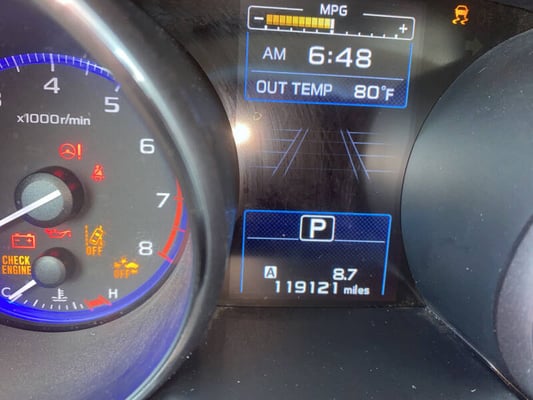 MPG
- +
AM 6:48
OUT TEMP 80°F
4
5
x1000r/min
6
7
8
OFF
CHECK
ENGINE
OFF
C H
P
A 8.7
119121 miles